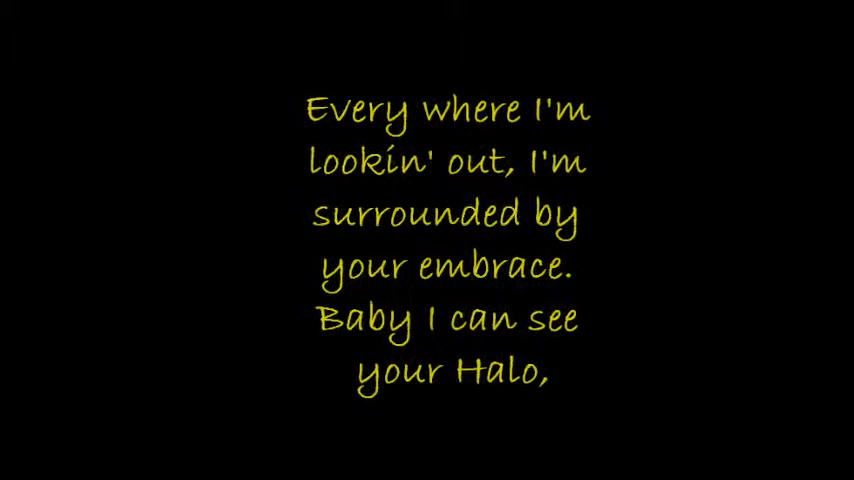 Every where I'm
lookin' out, I'm
surrounded by
your embrace.
Baby I can see
your Halo,